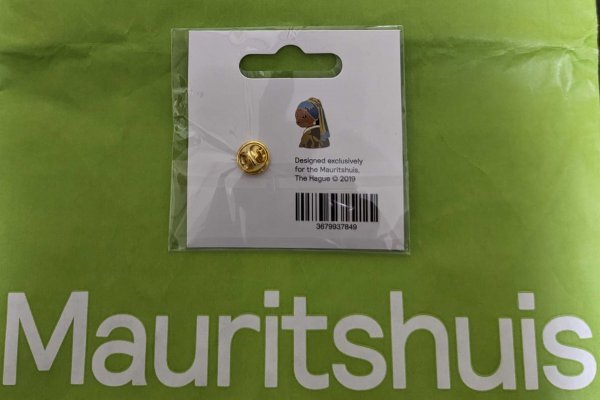 Designed exclusively
for the Mauritshuis.
The Hague © 2019
3679937849
Mauritshuis